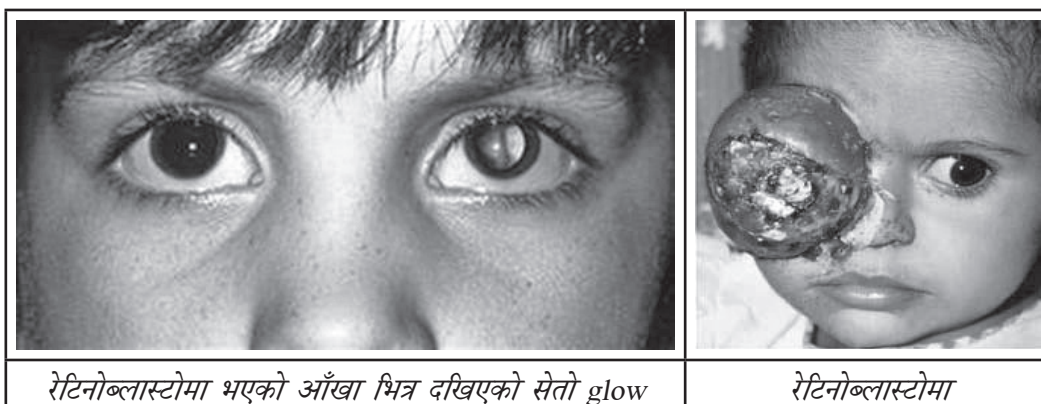 रेटिनोब्लास्टोमा भएको आँखा भित्र दखिएको सेतो glow
रेटिनोब्लास्टोमा